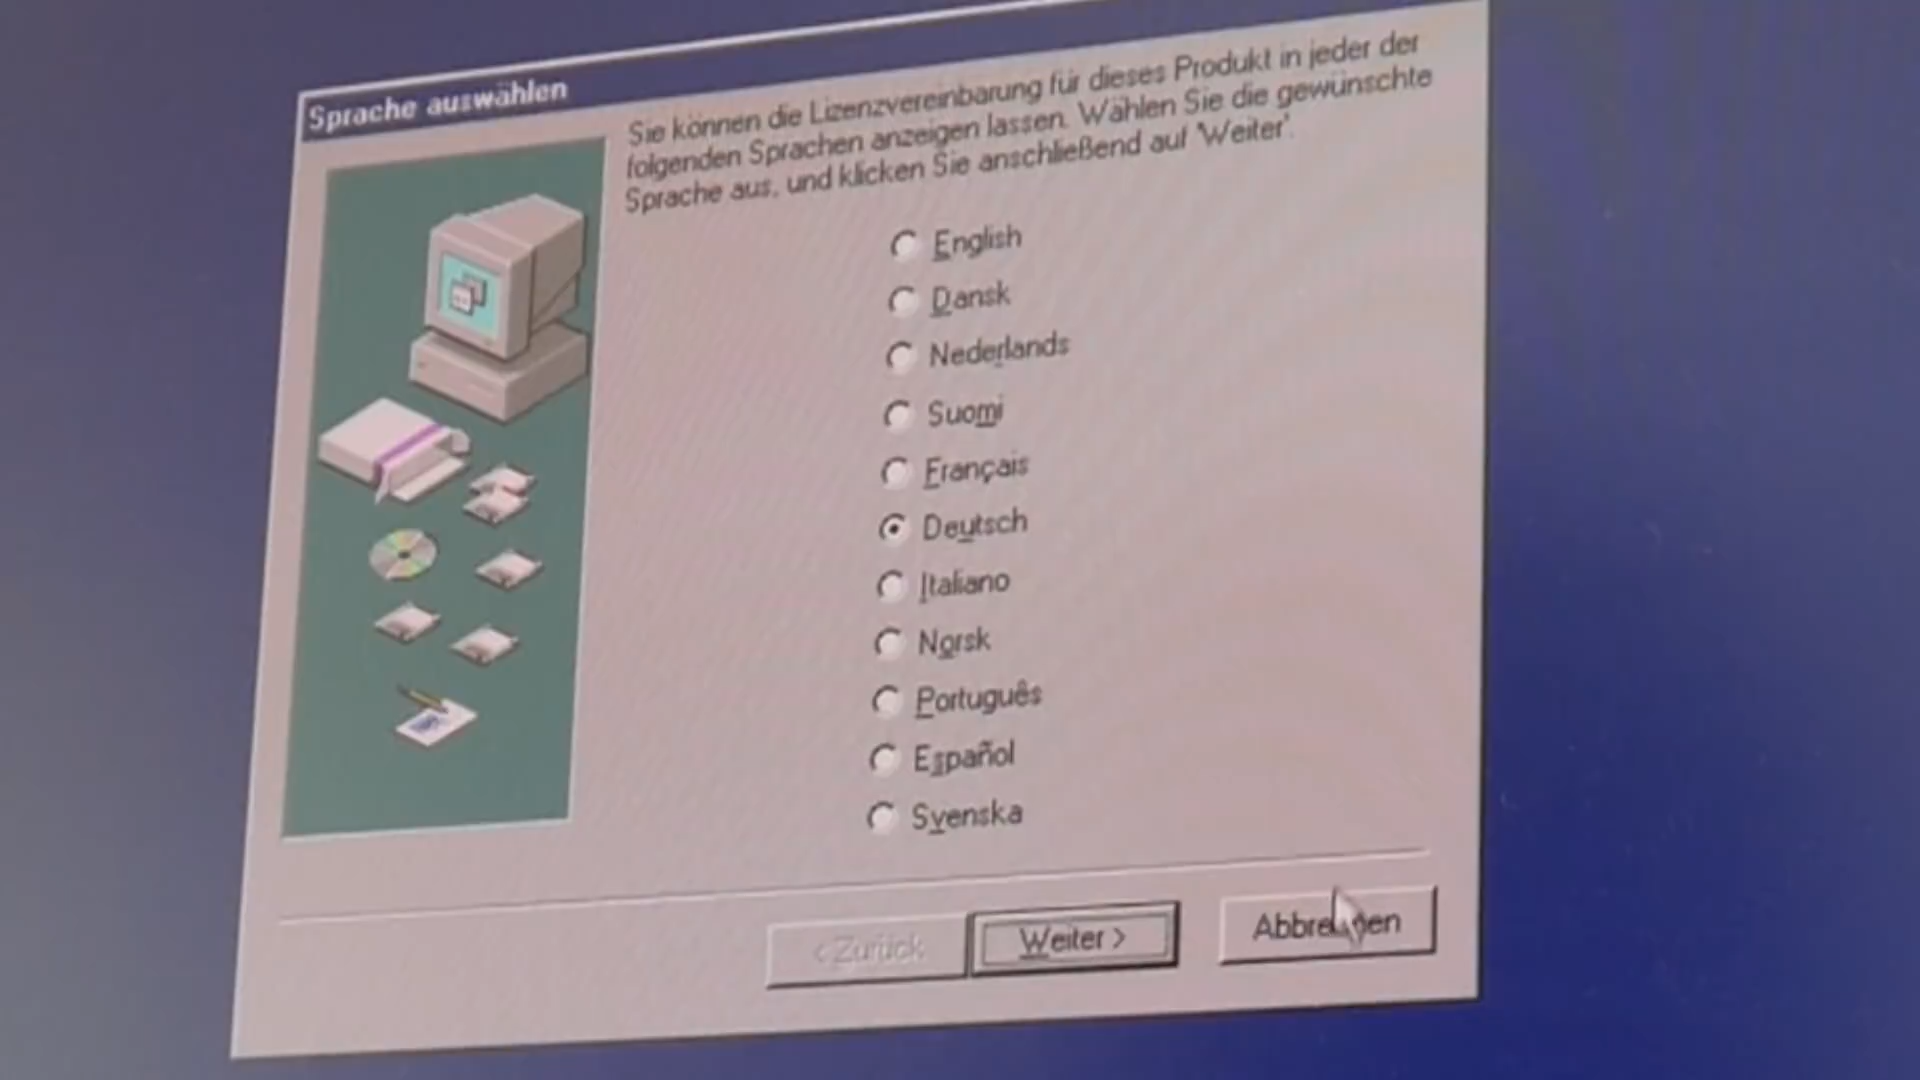 Sprache auswählen
Sie können die Lizenzvereinbarung für dieses Produkt in jeder der
folgenden Sprachen anzeigen lassen. Wählen Sie die gewünschte
Sprache aus, und klicken Sie anschließend auf 'Weiter'.
English
Dansk
Nederlands
Suomi
Français
Deutsch
Italiano
Norsk
Português
Español
Svenska
< Zurück
Weiter >
Abbrechen